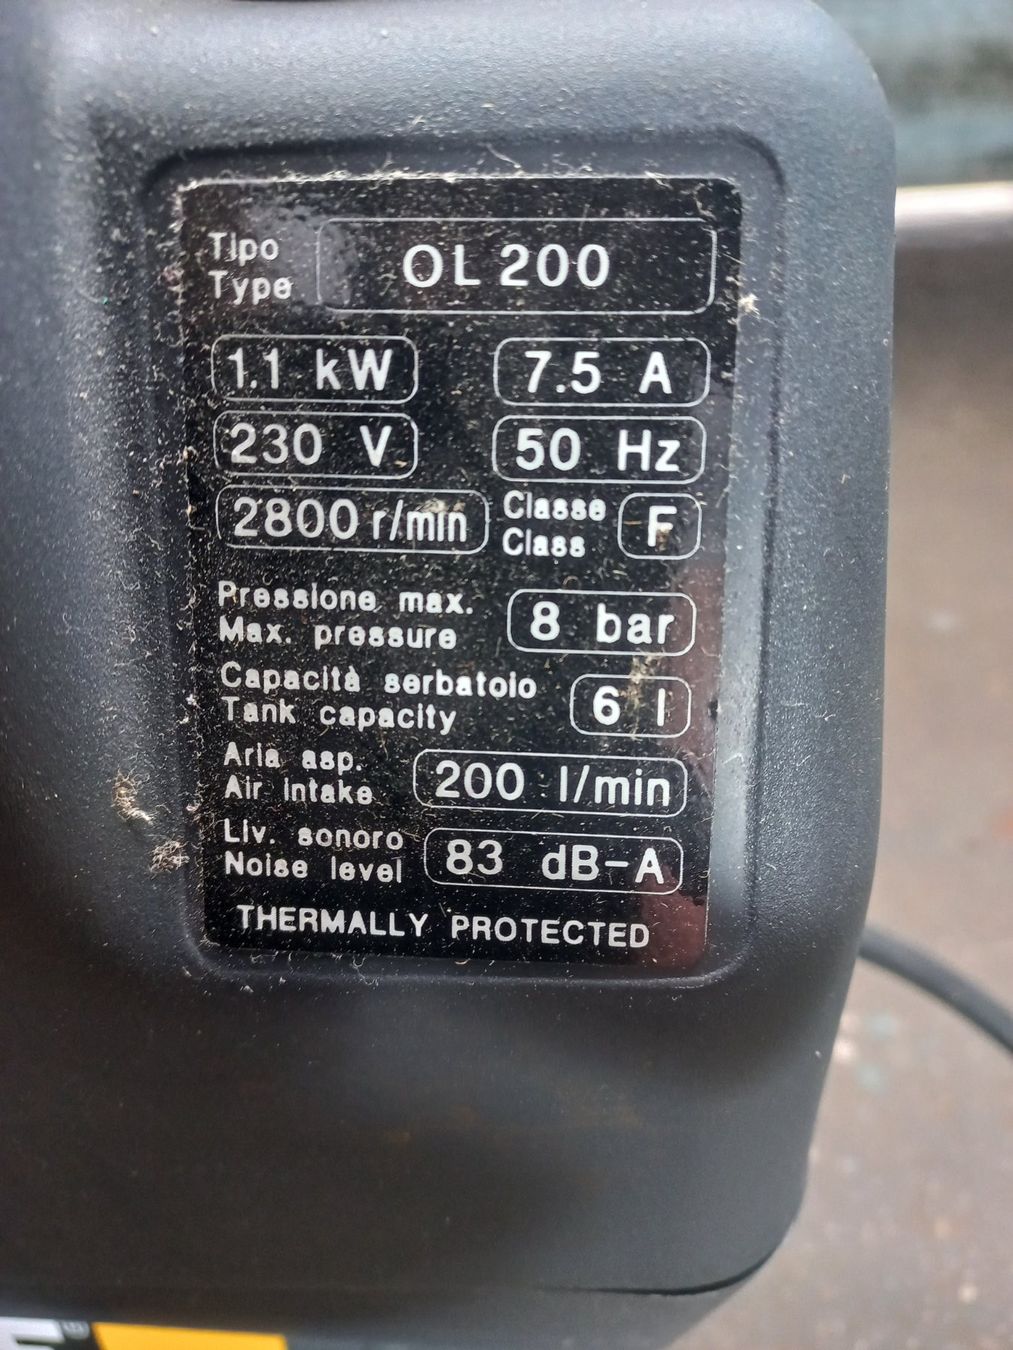 Tipo
Type
OL 200
1.1 kW
7.5 A
230 V
50 Hz
2800 r/min
Classe
Class
F
Pressione max.
Max. pressure
8 bar
Capacità serbatoio
Tank capacity
6 l
Aria asp.
Air intake
200 l/min
Liv. sonoro
Noise level
83 dB-A
THERMALLY PROTECTED